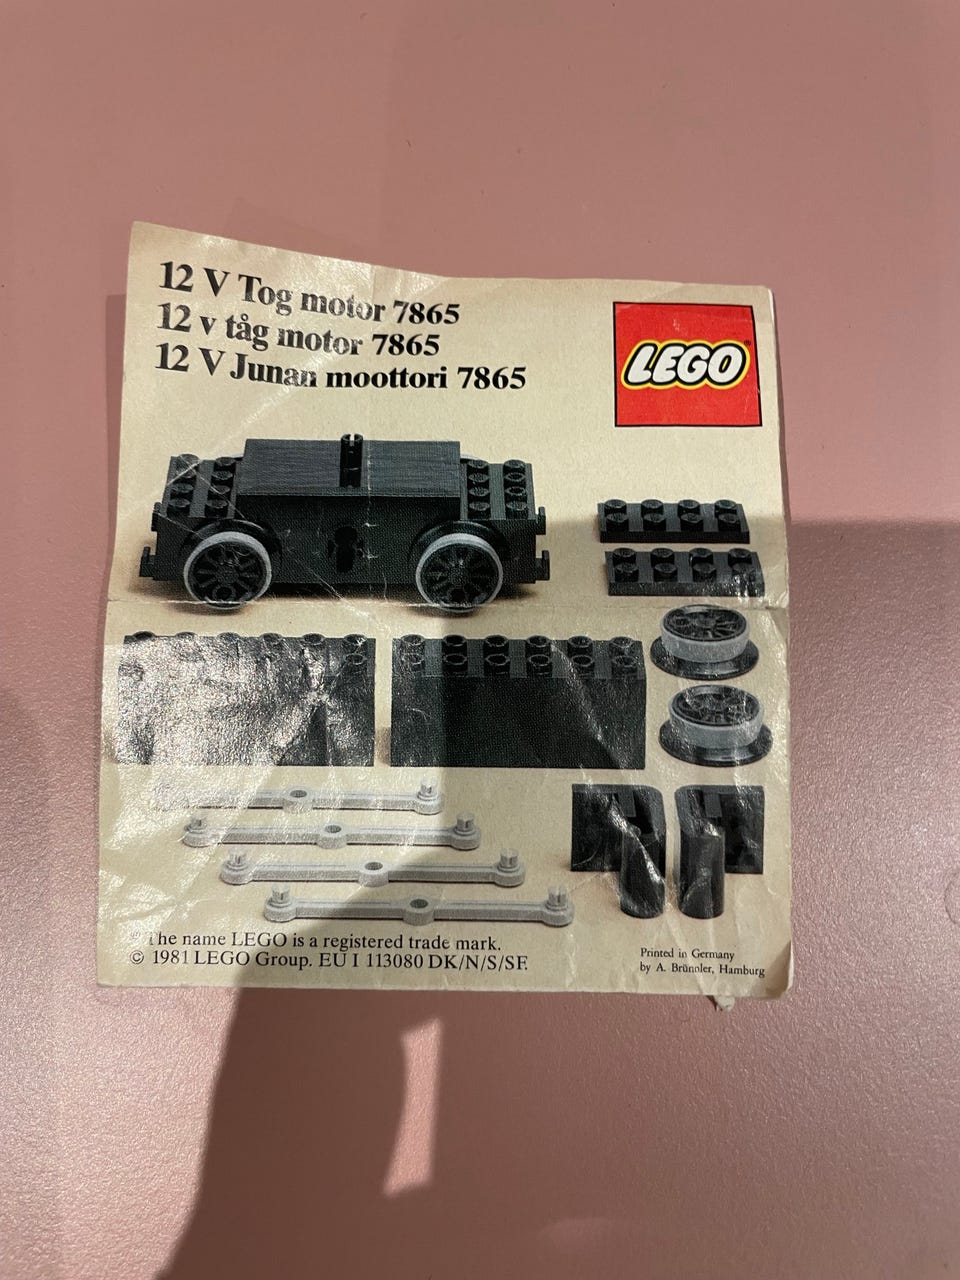 12 V Tog motor 7865
12 v tåg motor 7865
12 V Junan moottori 7865
LEGO®
® The name LEGO is a registered trade mark.
© 1981 LEGO Group. EU I 113080 DK/N/S/SF.
Printed in Germany
by A. Brünnler, Hamburg